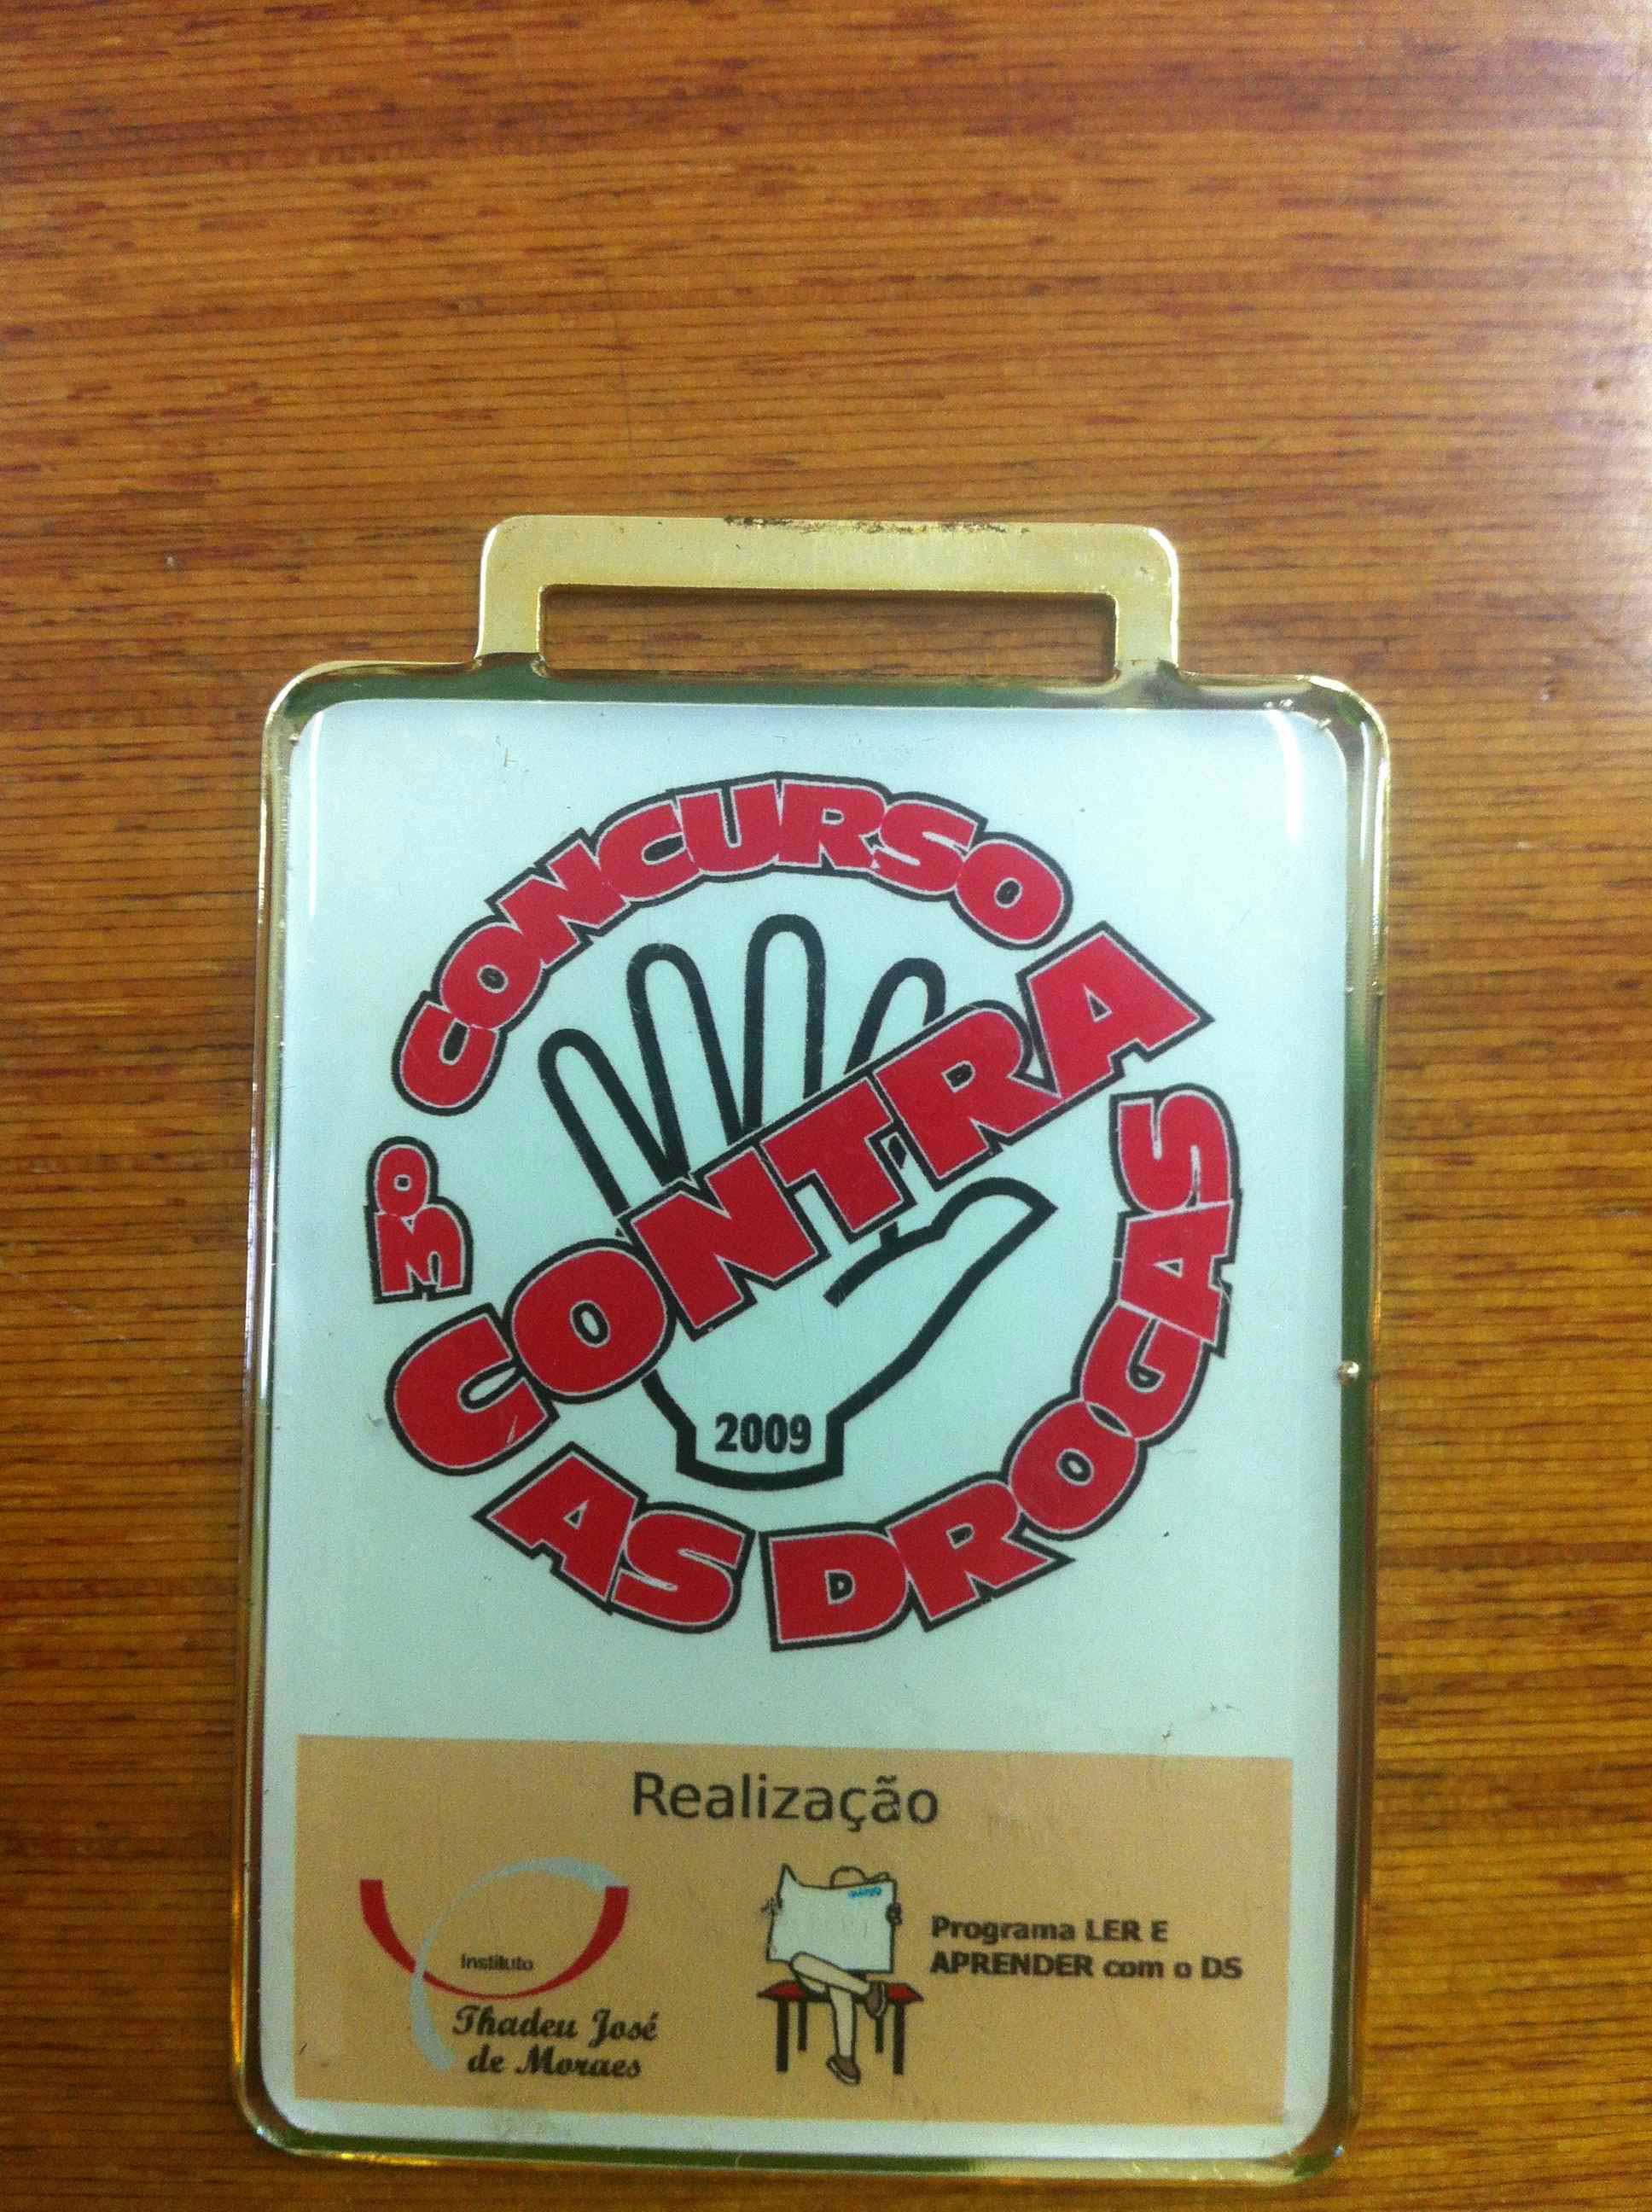 3º CONCURSO
CONTRA
AS DROGAS
2009
Realização
Instituto
Thadeu José
de Moraes
Programa LER E
APRENDER com o DS